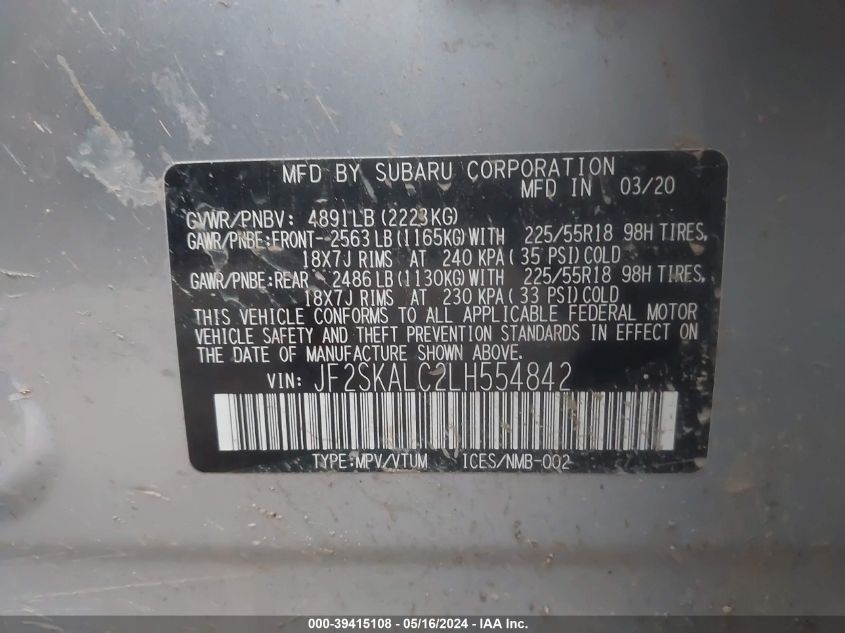 MFD BY SUBARU CORPORATION
MFD IN 03/20
GVWR/PNBV: 4891LB(2223KG)
GAWR/PNBE:FRONT- 2563LB(1165KG)WITH 225/55R18 98H TIRES,
18X7J RIMS AT 240 KPA(35 PSI)COLD
GAWR/PNBE:REAR 2486LB(1130KG)WITH 225/55R18 98H TIRES,
18X7J RIMS AT 230 KPA(33 PSI)COLD
THIS VEHICLE CONFORMS TO ALL APPLICABLE FEDERAL MOTOR
VEHICLE SAFETY AND THEFT PREVENTION STANDARDS IN EFFECT ON
THE DATE OF MANUFACTURE SHOWN ABOVE.
VIN: JF2SKALC2LH554842
TYPE:MPV/VTUM ICES/NMB-002
000-39415108 - 05/16/2024 - IAA Inc.